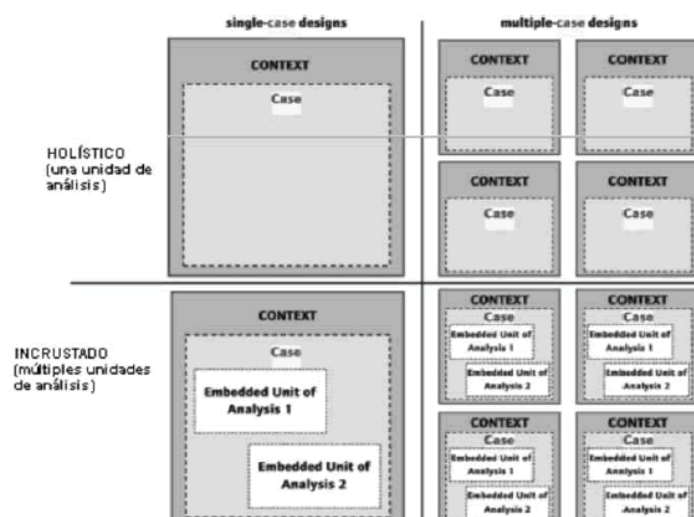 single-case designs
multiple-case designs
CONTEXT
Case
CONTEXT
Case
CONTEXT
Case
HOLÍSTICO
(una unidad de
análisis)
CONTEXT
Case
CONTEXT
Case
CONTEXT
Case
Embedded Unit of
Analysis 1
Embedded Unit of
Analysis 2
INCRUSTADO
(múltiples unidades
de análisis)
CONTEXT
Case
Embedded Unit of
Analysis 1
Embedded Unit of
Analysis 2
CONTEXT
Case
Embedded Unit of
Analysis 1
Embedded Unit of
Analysis 2
CONTEXT
Case
Embedded Unit of
Analysis 1
Embedded Unit of
Analysis 2
CONTEXT
Case
Embedded Unit of
Analysis 1
Embedded Unit of
Analysis 2